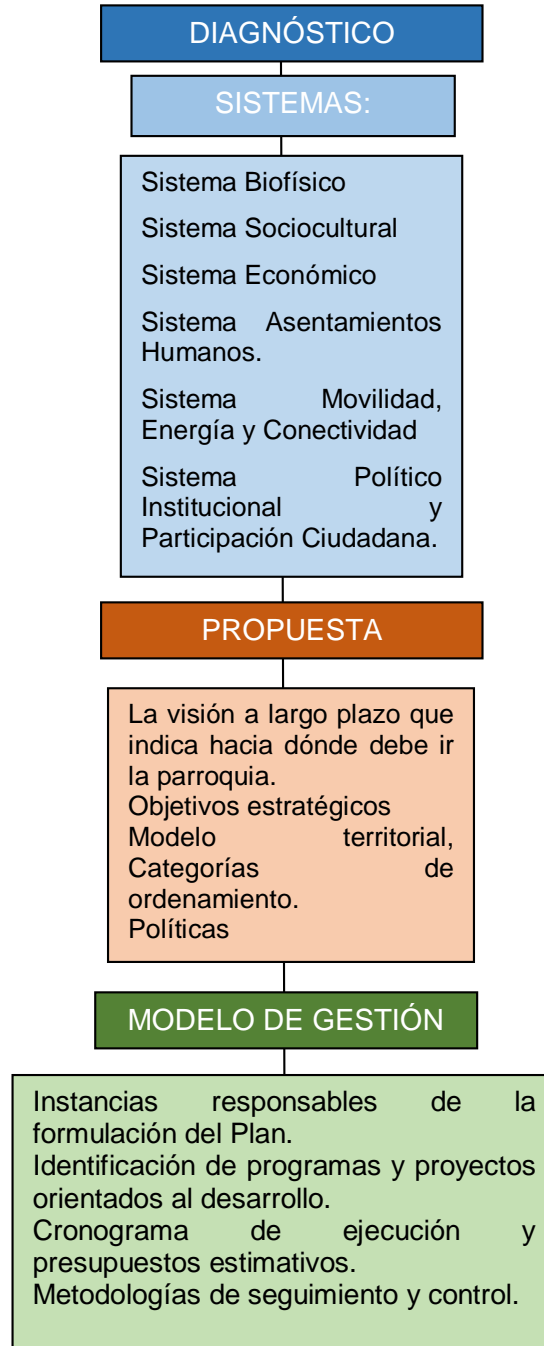 DIAGNÓSTICO
SISTEMAS:
Sistema Biofísico
Sistema Sociocultural
Sistema Económico
Sistema Asentamientos
Humanos.
Sistema Movilidad,
Energía y Conectividad
Sistema Político
Institucional y
Participación Ciudadana.
PROPUESTA
La visión a largo plazo que
indica hacia dónde debe ir
la parroquia.
Objetivos estratégicos
Modelo territorial,
Categorías de
ordenamiento.
Políticas
MODELO DE GESTIÓN
Instancias responsables de la
formulación del Plan.
Identificación de programas y proyectos
orientados al desarrollo.
Cronograma de ejecución y
presupuestos estimativos.
Metodologías de seguimiento y control.